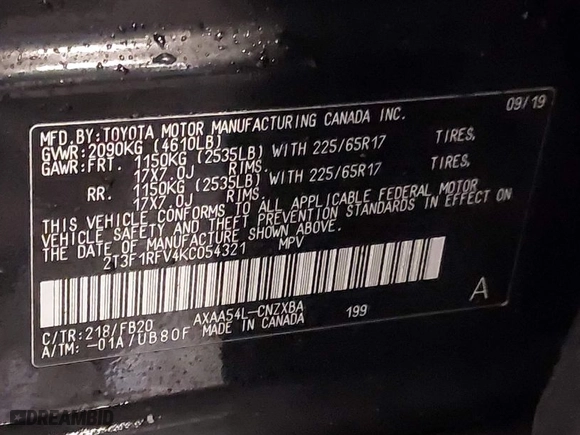 MFD.BY:TOYOTA MOTOR MANUFACTURING CANADA INC. 09/19
GVWR:2090KG (4610LB)
GAWR:FRT. 1150KG (2535LB) WITH 225/65R17 TIRES,
17X7.0J RIMS.
RR. 1150KG (2535LB) WITH 225/65R17 TIRES,
17X7.0J RIMS.
THIS VEHICLE CONFORMS TO ALL APPLICABLE FEDERAL MOTOR
VEHICLE SAFETY AND THEFT PREVENTION STANDARDS IN EFFECT ON
THE DATE OF MANUFACTURE SHOWN ABOVE.
2T3F1RFV4KC054321 MPV
A
C/TR:218/FB20 AXAA54L-CNZXBA 199
A/TM:-01A/UB80F MADE IN CANADA
DREAMBID